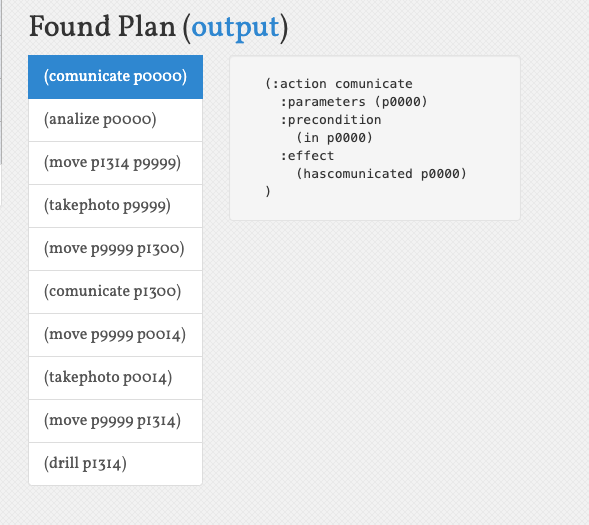 Found Plan (output)
(comunicate p0000)
(analize p0000)
(move p1314 p9999)
(takephoto p9999)
(move p9999 p1300)
(comunicate p1300)
(move p9999 p0014)
(takephoto p0014)
(move p9999 p1314)
(drill p1314)
(:action comunicate
  :parameters (p0000)
  :precondition
    (in p0000)
  :effect
    (hascomunicated p0000)
)